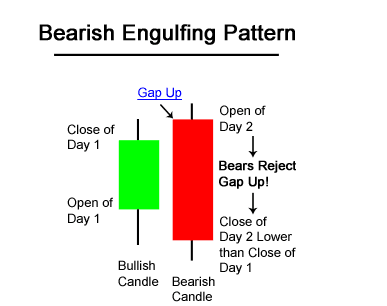 Bearish Engulfing Pattern
Gap Up
Close of
Day 1
Open of
Day 1
Open of
Day 2
Bears Reject
Gap Up!
Close of
Day 2 Lower
than Close of
Day 1
Bullish
Candle
Bearish
Candle